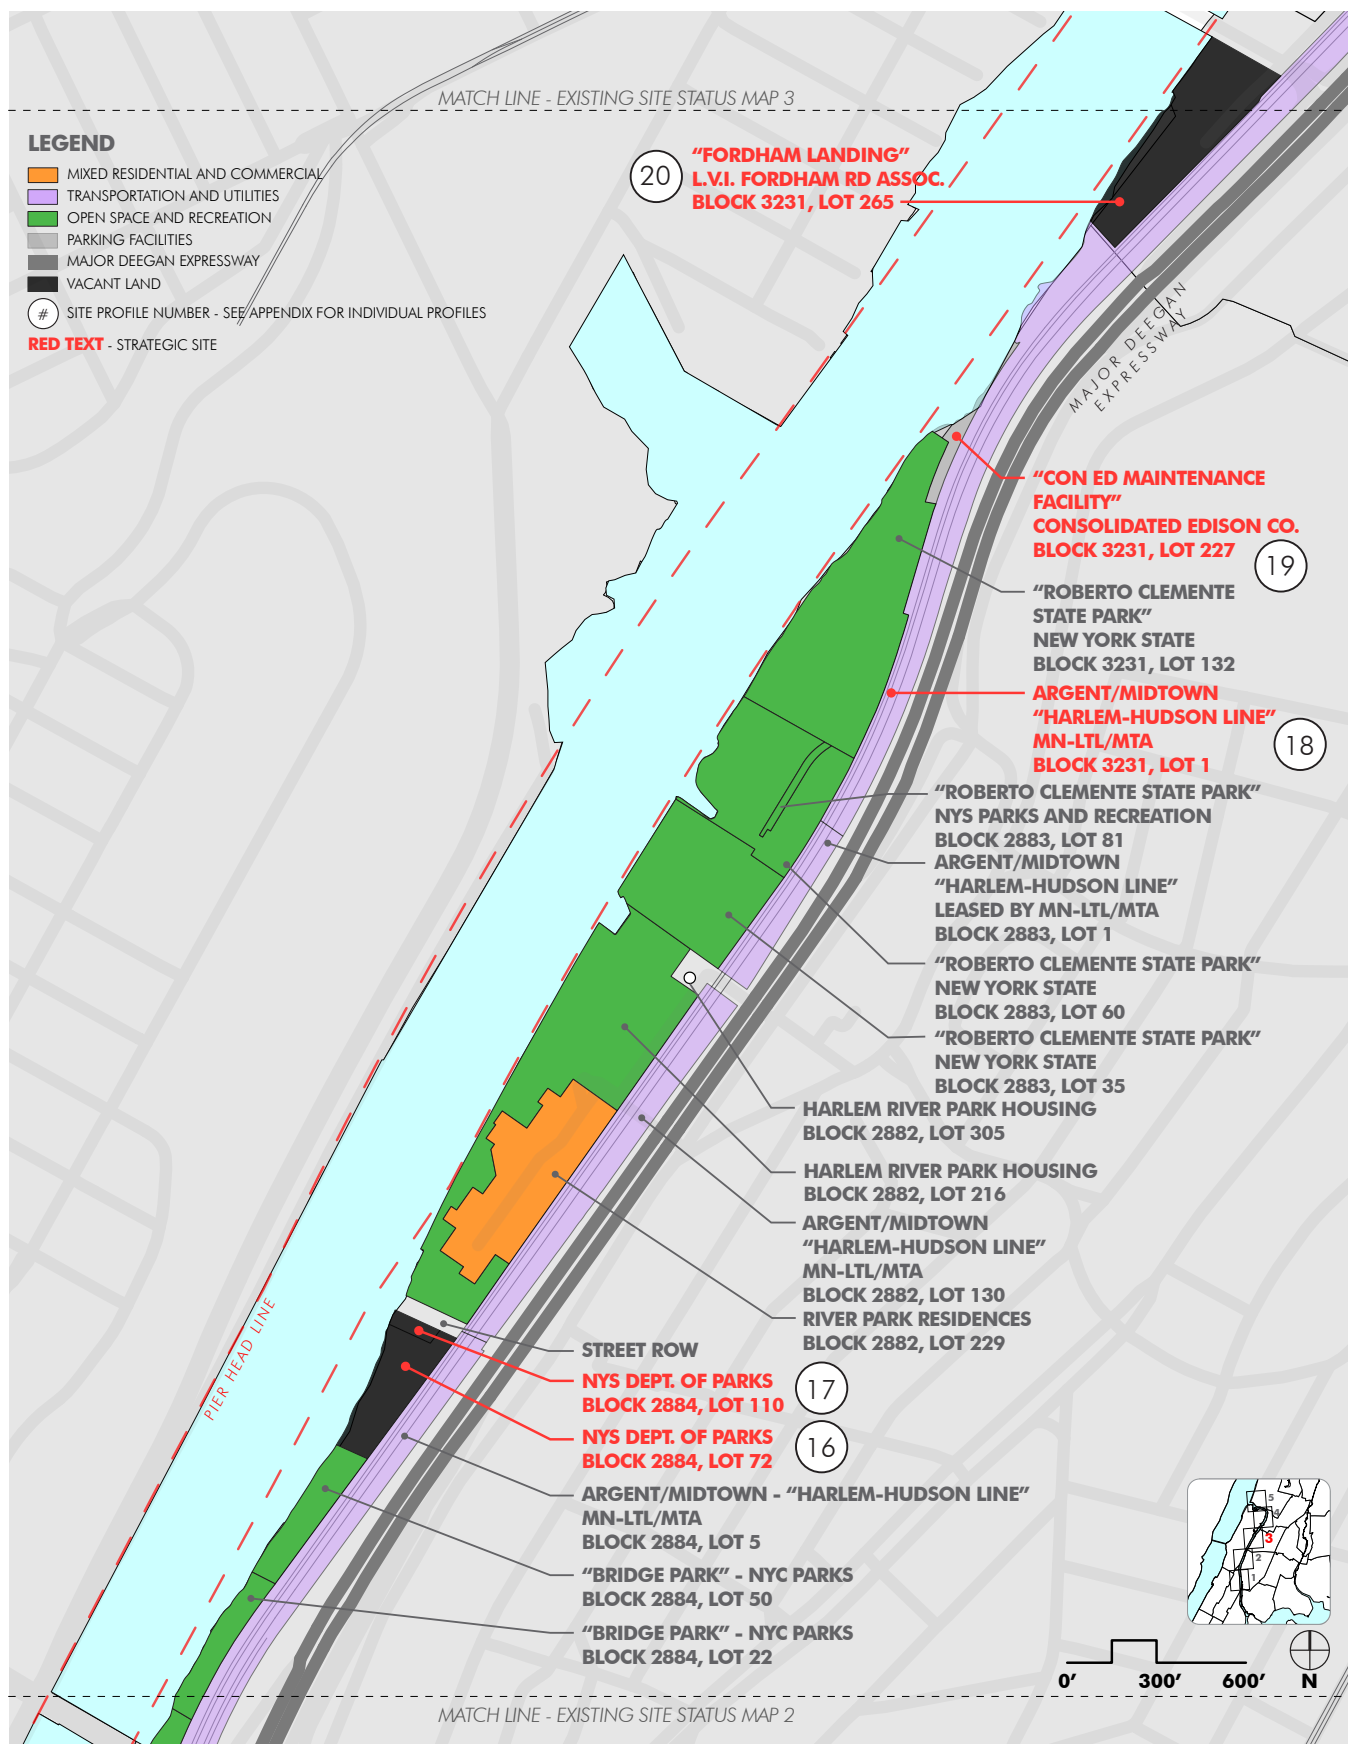 MATCH LINE - EXISTING SITE STATUS MAP 3
LEGEND
MIXED RESIDENTIAL AND COMMERCIAL
TRANSPORTATION AND UTILITIES
OPEN SPACE AND RECREATION
PARKING FACILITIES
MAJOR DEEGAN EXPRESSWAY
VACANT LAND
# SITE PROFILE NUMBER - SEE APPENDIX FOR INDIVIDUAL PROFILES
RED TEXT - STRATEGIC SITE
20
“FORDHAM LANDING”
L.V.I. FORDHAM RD ASSOC.
BLOCK 3231, LOT 265
MAJOR DEEGAN
EXPRESSWAY
“CON ED MAINTENANCE
FACILITY”
CONSOLIDATED EDISON CO.
BLOCK 3231, LOT 227
19
“ROBERTO CLEMENTE
STATE PARK”
NEW YORK STATE
BLOCK 3231, LOT 132
ARGENT/MIDTOWN
“HARLEM-HUDSON LINE”
MN-LTL/MTA
BLOCK 3231, LOT 1
18
“ROBERTO CLEMENTE STATE PARK”
NYS PARKS AND RECREATION
BLOCK 2883, LOT 81
ARGENT/MIDTOWN
“HARLEM-HUDSON LINE”
LEASED BY MN-LTL/MTA
BLOCK 2883, LOT 1
“ROBERTO CLEMENTE STATE PARK”
NEW YORK STATE
BLOCK 2883, LOT 60
“ROBERTO CLEMENTE STATE PARK”
NEW YORK STATE
BLOCK 2883, LOT 35
HARLEM RIVER PARK HOUSING
BLOCK 2882, LOT 305
HARLEM RIVER PARK HOUSING
BLOCK 2882, LOT 216
ARGENT/MIDTOWN
“HARLEM-HUDSON LINE”
MN-LTL/MTA
BLOCK 2882, LOT 130
RIVER PARK RESIDENCES
BLOCK 2882, LOT 229
PIER HEAD LINE
STREET ROW
NYS DEPT. OF PARKS
BLOCK 2884, LOT 110
17
NYS DEPT. OF PARKS
BLOCK 2884, LOT 72
16
ARGENT/MIDTOWN - “HARLEM-HUDSON LINE”
MN-LTL/MTA
BLOCK 2884, LOT 5
“BRIDGE PARK” - NYC PARKS
BLOCK 2884, LOT 50
“BRIDGE PARK” - NYC PARKS
BLOCK 2884, LOT 22
5
4
3
2
1
0’ 300’ 600’ N
MATCH LINE - EXISTING SITE STATUS MAP 2